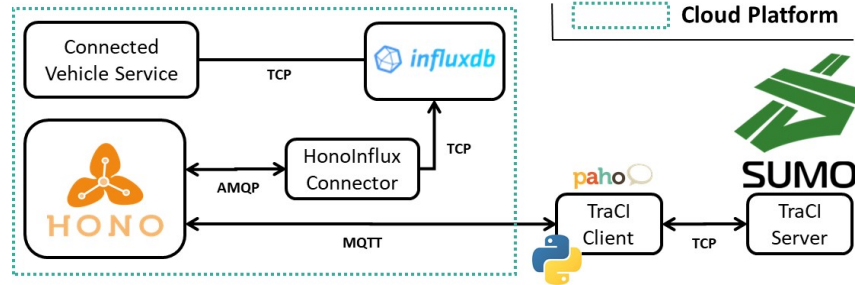 Cloud Platform
Connected
Vehicle Service
TCP
influxdb
HONO
AMQP
HonoInflux
Connector
TCP
MQTT
paho
TraCI
Client
TCP
SUMO
TraCI
Server